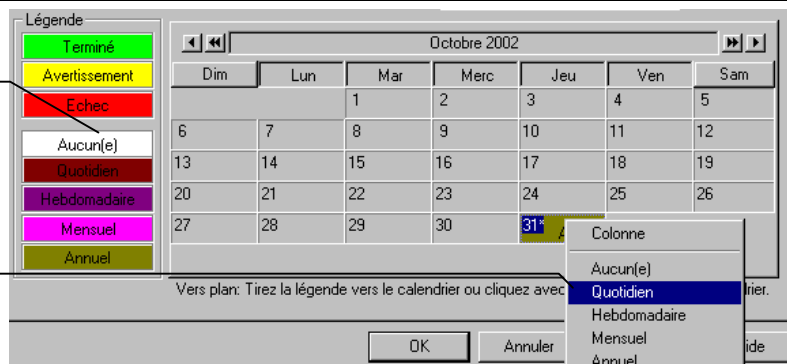 Légende
Terminé
Avertissement
Echec
Aucun(e)
Quotidien
Hebdomadaire
Mensuel
Annuel
Octobre 2002
Dim Lun Mar Merc Jeu Ven Sam
1 2 3 4 5
6 7 8 9 10 11 12
13 14 15 16 17 18 19
20 21 22 23 24 25 26
27 28 29 30 31*
Colonne
Aucun(e)
Quotidien
Hebdomadaire
Mensuel
Annuel
Vers plan: Tirez la légende vers le calendrier ou cliquez avec
OK Annuler